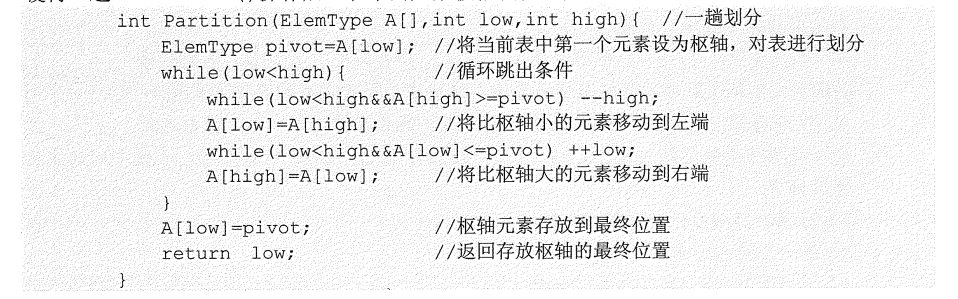 int Partition(ElemType A[],int low,int high){ //一趟划分
ElemType pivot=A[low]; //将当前表中第一个元素设为枢轴，对表进行划分
while(low<high){ //循环跳出条件
while(low<high&&A[high]>=pivot) --high;
A[low]=A[high]; //将比枢轴小的元素移动到左端
while(low<high&&A[low]<=pivot) ++low;
A[high]=A[low]; //将比枢轴大的元素移动到右端
}
A[low]=pivot; //枢轴元素存放到最终位置
return low; //返回存放枢轴的最终位置
}